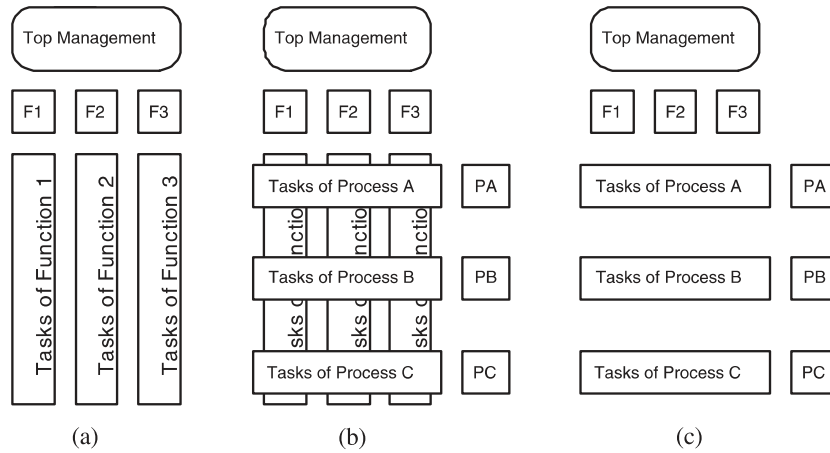 Top Management
F1 F2 F3
Tasks of Function 1
Tasks of Function 2
Tasks of Function 3
(a)
Top Management
F1 F2 F3
Tasks of Process A PA
Tasks of Process B PB
Tasks of Process C PC
(b)
Top Management
F1 F2 F3
Tasks of Process A PA
Tasks of Process B PB
Tasks of Process C PC
(c)